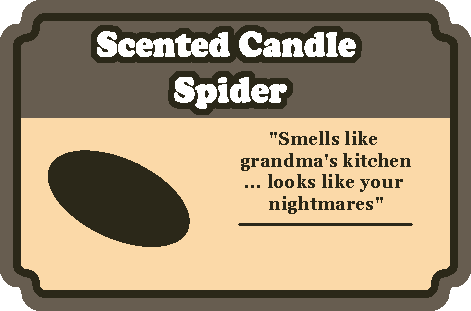 Scented Candle
Spider
"Smells like
grandma's kitchen
... looks like your
nightmares"